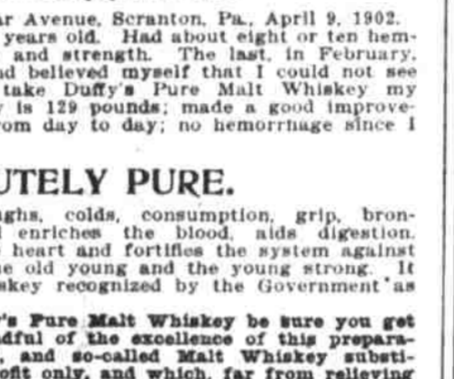 ar Avenue, Scranton, Pa., April 9, 1902.
years old. Had about eight or ten hem-
and strength. The last, in February,
nd believed myself that I could not see
take Duffy's Pure Malt Whiskey my
y is 129 pounds; made a good improve-
rom day to day; no hemorrhage since I
UTELY PURE.
ughs, colds, consumption, grip, bron-
d enriches the blood, aids digestion,
heart and fortifies the system against
he old young and the young strong. It
skey recognized by the Government as
y's Pure Malt Whiskey be sure you get
dful of the excellence of this prepara-
, and so-called Malt Whiskey substi-
ofit only, and which, far from relieving